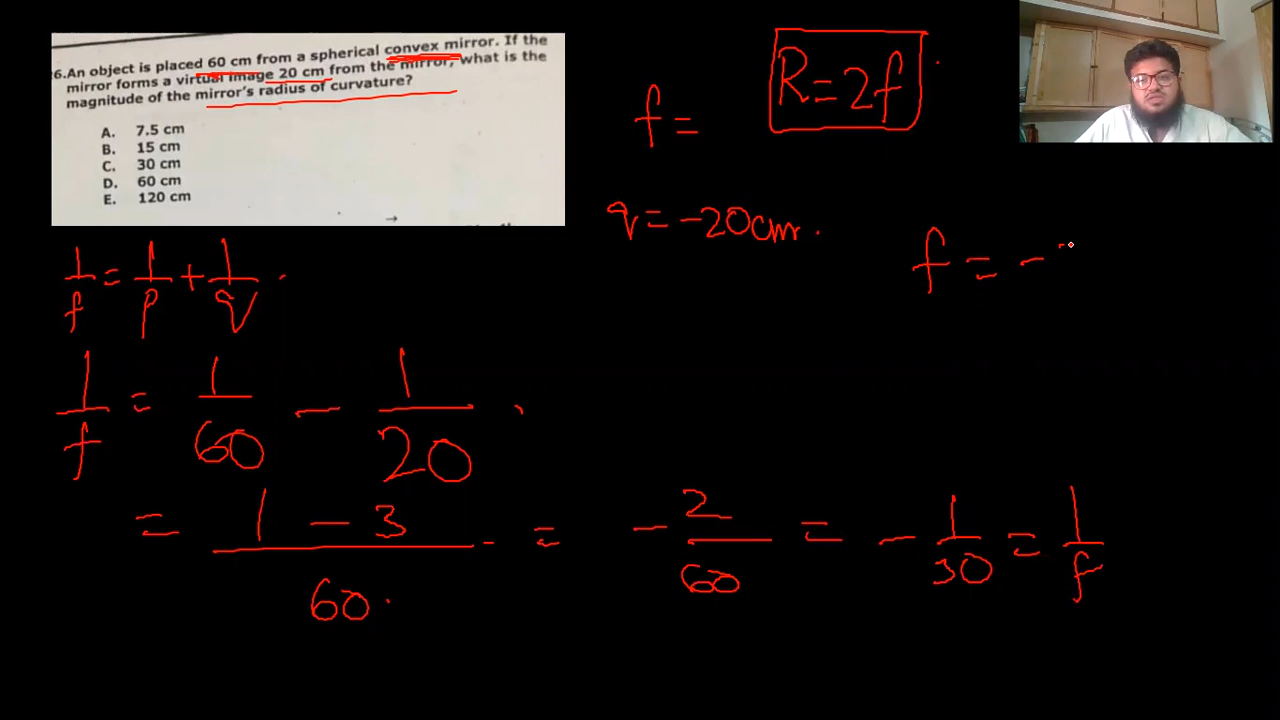 6.An object is placed 60 cm from a spherical convex mirror. If the
mirror forms a virtual image 20 cm from the mirror, what is the
magnitude of the mirror's radius of curvature?
A. 7.5 cm
B. 15 cm
C. 30 cm
D. 60 cm
E. 120 cm
f =
R = 2f
q = -20cm.
f = -
1/f = 1/p + 1/q
1/f = 1/60 - 1/20
= 1 - 3 / 60 = - 2/60 = - 1/30 = 1/f